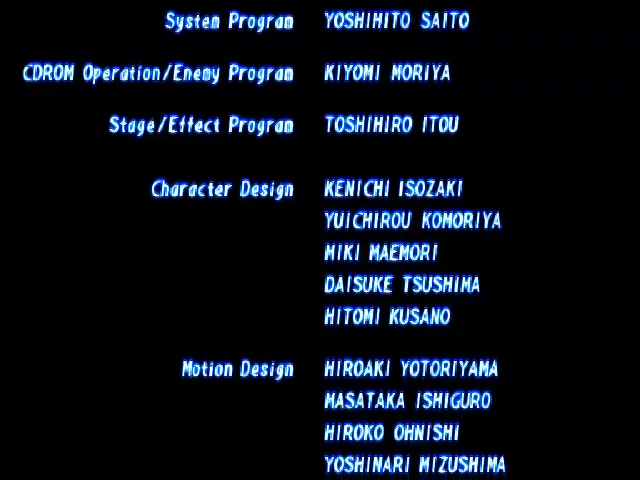 System Program YOSHIHITO SAITO
CDROM Operation/Enemy Program KIYOMI MORIYA
Stage/Effect Program TOSHIHIRO ITOU
Character Design KENICHI ISOZAKI
YUICHIROU KOMORIYA
MIKI MAEMORI
DAISUKE TSUSHIMA
HITOMI KUSANO
Motion Design HIROAKI YOTORIYAMA
MASATAKA ISHIGURO
HIROKO OHNISHI
YOSHINARI MIZUSHIMA